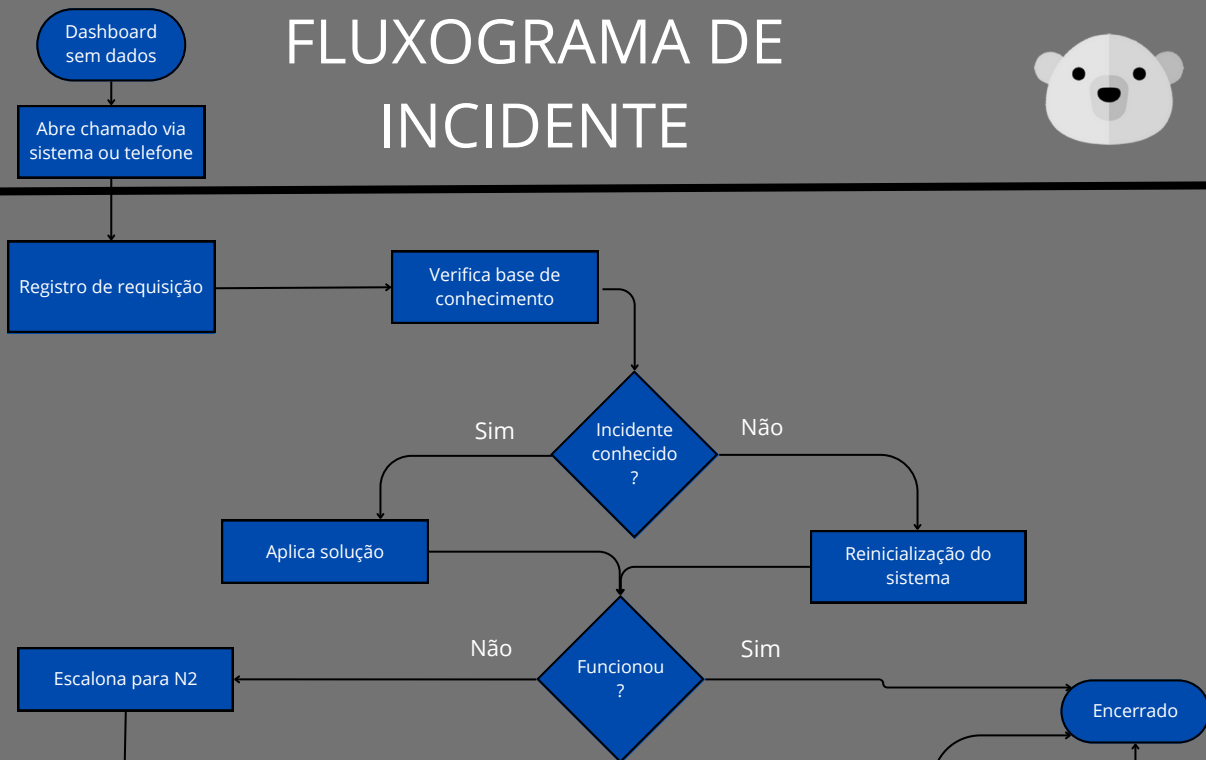 FLUXOGRAMA DE
INCIDENTE
Dashboard
sem dados
Abre chamado via
sistema ou telefone
Registro de requisição
Verifica base de
conhecimento
Incidente
conhecido
?
Sim
Não
Aplica solução
Reinicialização do
sistema
Funcionou
?
Não
Sim
Escalona para N2
Encerrado